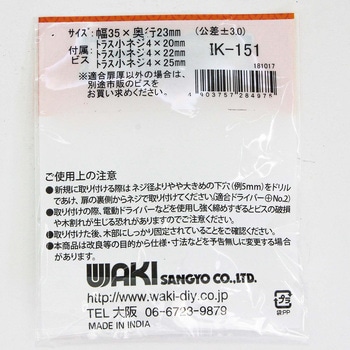 サイズ: 幅35×奥行23mm (公差±3.0)
付属ビス トラス小ネジ4×20mm
トラス小ネジ4×22mm
トラス小ネジ4×25mm
IK-151
※適合扉厚以外の場合は、
別途市販のビスを
お買い求めください。
181017
4903757284975
ご使用上の注意
●新規に取り付ける際はネジ径よりやや大きめの下穴(例5mm)をドリル
であけ、扉の裏側からネジで取り付けてください。(適合ドライバー⊕No.2)
●取り付けの際、電動ドライバーなどを使用し強く締めすぎるとビスの破損
や木割れが生じる恐れがありますのでご注意ください。
●取り付けた後、木部にしっかり固定されていることをご確認ください。
●本商品は改良等の目的から仕様・寸法などを予告無しに変更する場合
が有ります。
WAKI SANGYO CO.,LTD.
http://www.waki-diy.co.jp
TEL 大阪 06-6723-9879
MADE IN INDIA
プラ
袋:PP